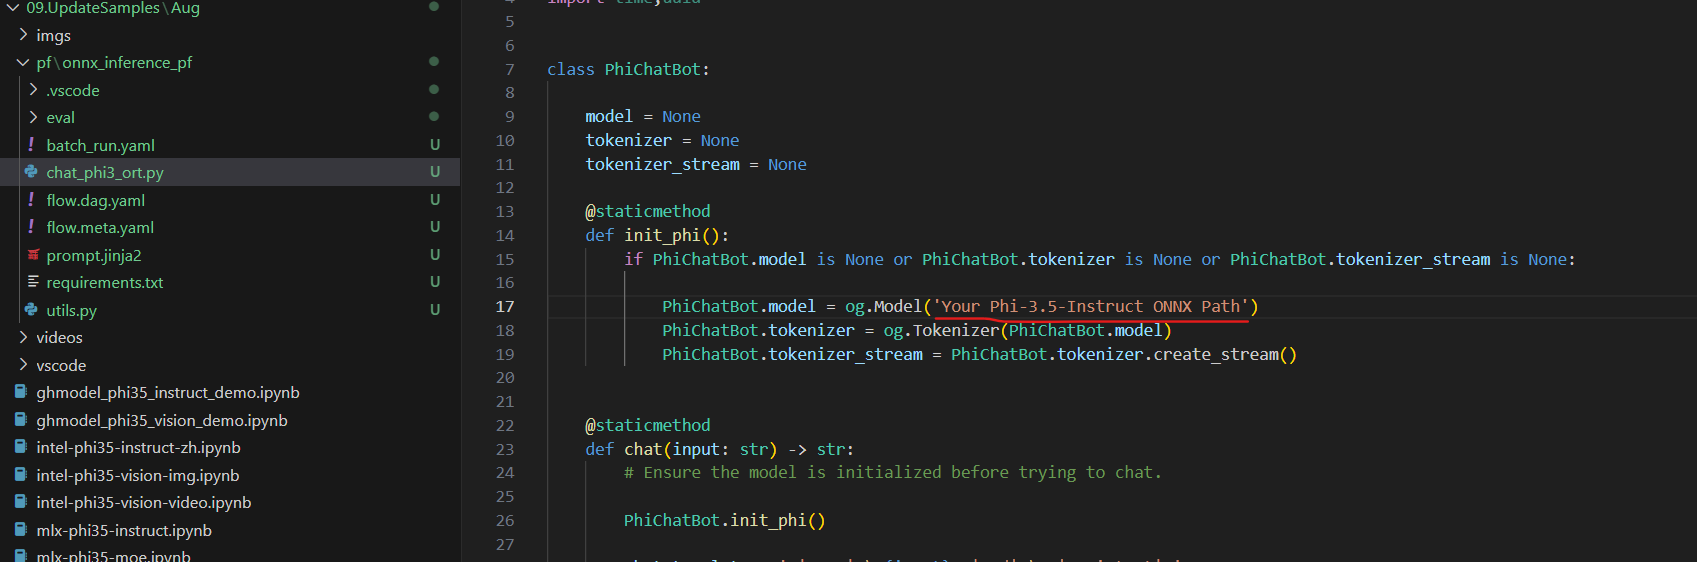 09.UpdateSamples\Aug
imgs
pf\onnx_inference_pf
.vscode
eval
! batch_run.yaml U
chat_phi3_ort.py U
! flow.dag.yaml U
! flow.meta.yaml U
prompt.jinja2 U
requirements.txt U
utils.py U
videos
vscode
ghmodel_phi35_instruct_demo.ipynb
ghmodel_phi35_vision_demo.ipynb
intel-phi35-instruct-zh.ipynb
intel-phi35-vision-img.ipynb
intel-phi35-vision-video.ipynb
mlx-phi35-instruct.ipynb
mlx-phi35-moe.ipynb
4 import time,uuid
5
6
7 class PhiChatBot:
8
9 model = None
10 tokenizer = None
11 tokenizer_stream = None
12
13 @staticmethod
14 def init_phi():
15 if PhiChatBot.model is None or PhiChatBot.tokenizer is None or PhiChatBot.tokenizer_stream is None:
16
17 PhiChatBot.model = og.Model('Your Phi-3.5-Instruct ONNX Path')
18 PhiChatBot.tokenizer = og.Tokenizer(PhiChatBot.model)
19 PhiChatBot.tokenizer_stream = PhiChatBot.tokenizer.create_stream()
20
21
22 @staticmethod
23 def chat(input: str) -> str:
24 # Ensure the model is initialized before trying to chat.
25
26 PhiChatBot.init_phi()
27